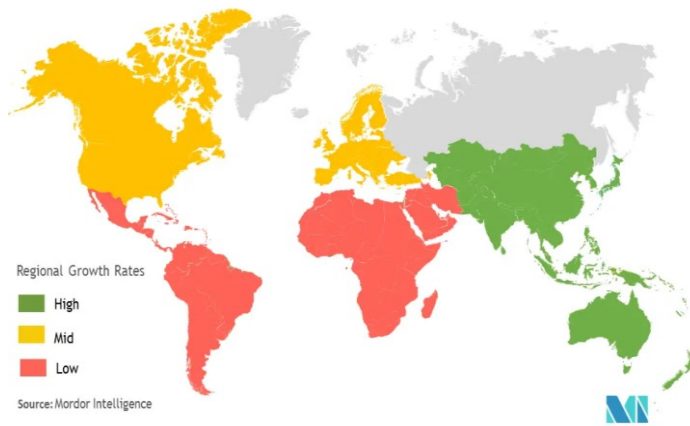 Regional Growth Rates
High
Mid
Low
Source: Mordor Intelligence